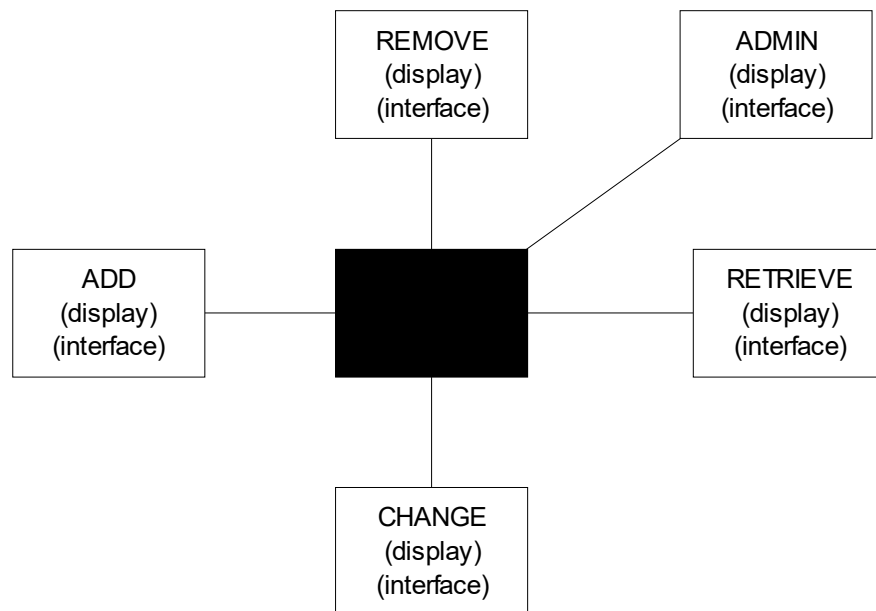 REMOVE
(display)
(interface)
ADMIN
(display)
(interface)
ADD
(display)
(interface)
RETRIEVE
(display)
(interface)
CHANGE
(display)
(interface)